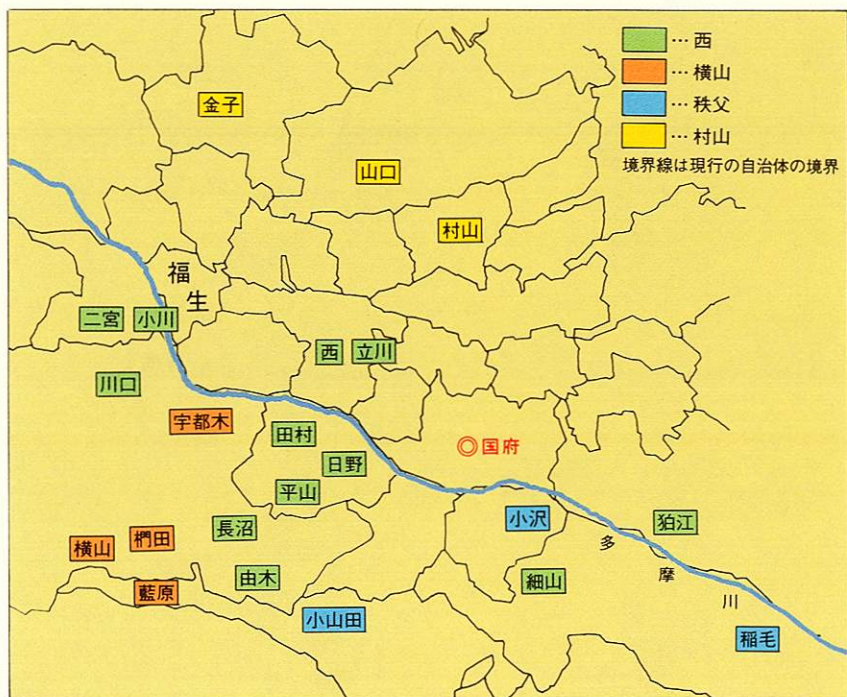 … 西
… 横山
… 秩父
… 村山
境界線は現行の自治体の境界
金子
山口
村山
福生
二宮
小川
西
立川
川口
宇都木
田村
国府
日野
平山
小沢
長沼
狛江
横山
椚田
由木
細山
藍原
小山田
多摩川
稲毛